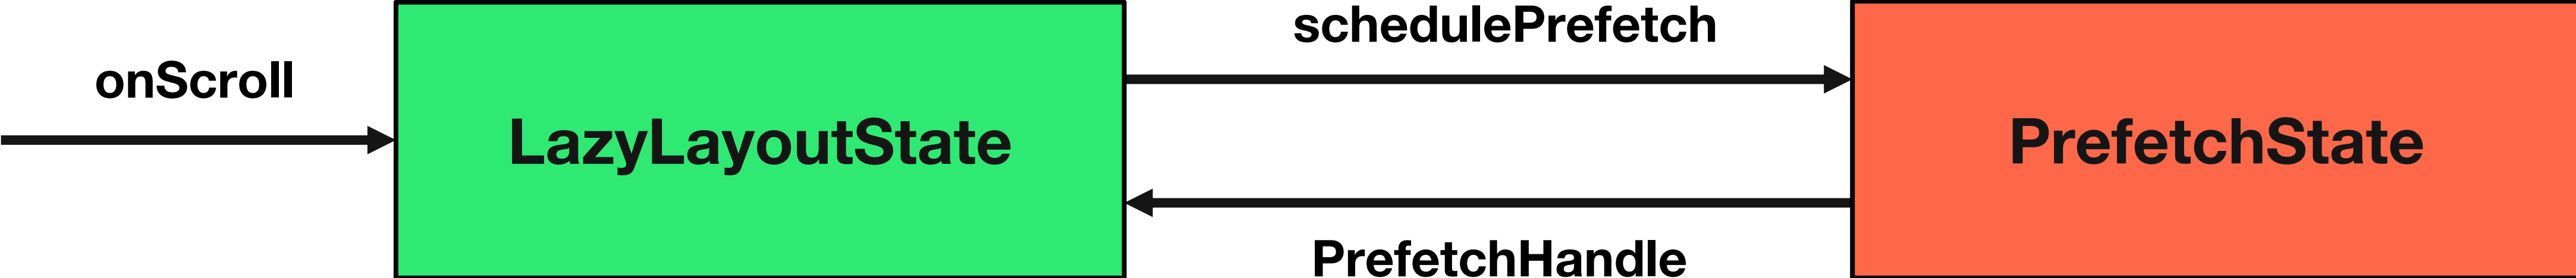 onScroll
LazyLayoutState
schedulePrefetch
PrefetchHandle
PrefetchState